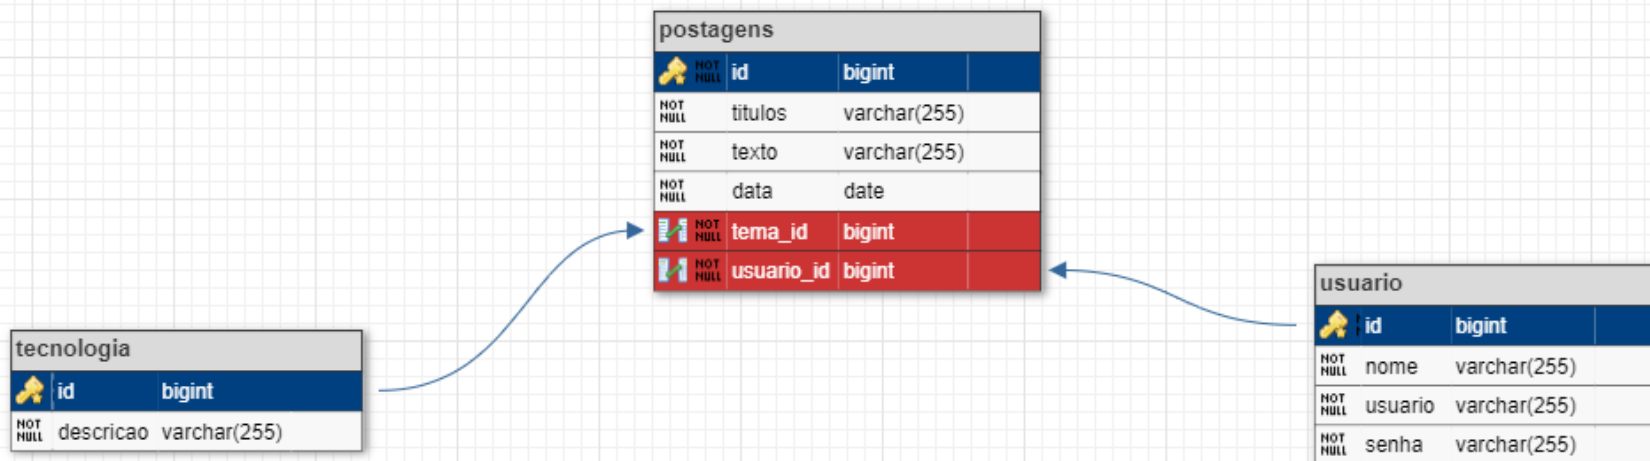 postagens
NOT NULL id bigint
NOT NULL titulos varchar(255)
NOT NULL texto varchar(255)
NOT NULL data date
NOT NULL tema_id bigint
NOT NULL usuario_id bigint
tecnologia
id bigint
NOT NULL descricao varchar(255)
usuario
id bigint
NOT NULL nome varchar(255)
NOT NULL usuario varchar(255)
NOT NULL senha varchar(255)